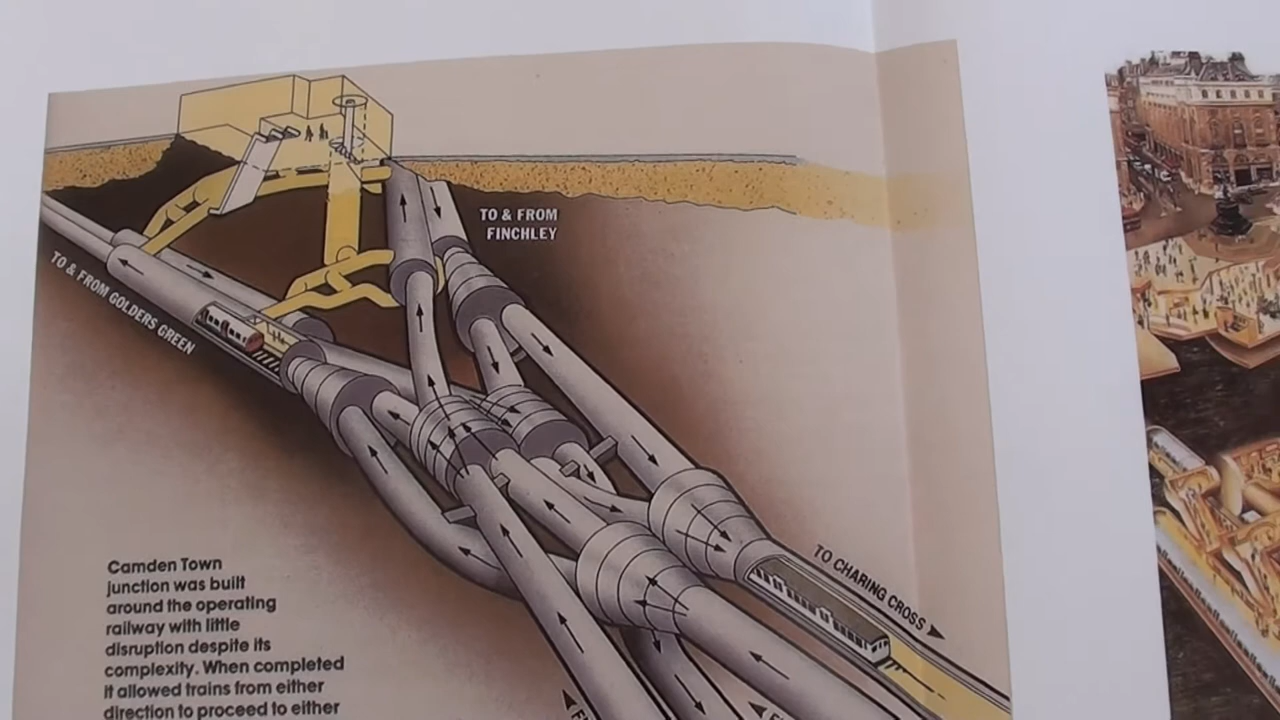 TO & FROM
FINCHLEY
TO & FROM GOLDERS GREEN
TO CHARING CROSS
Camden Town
junction was built
around the operating
railway with little
disruption despite its
complexity. When completed
it allowed trains from either
direction to proceed to either